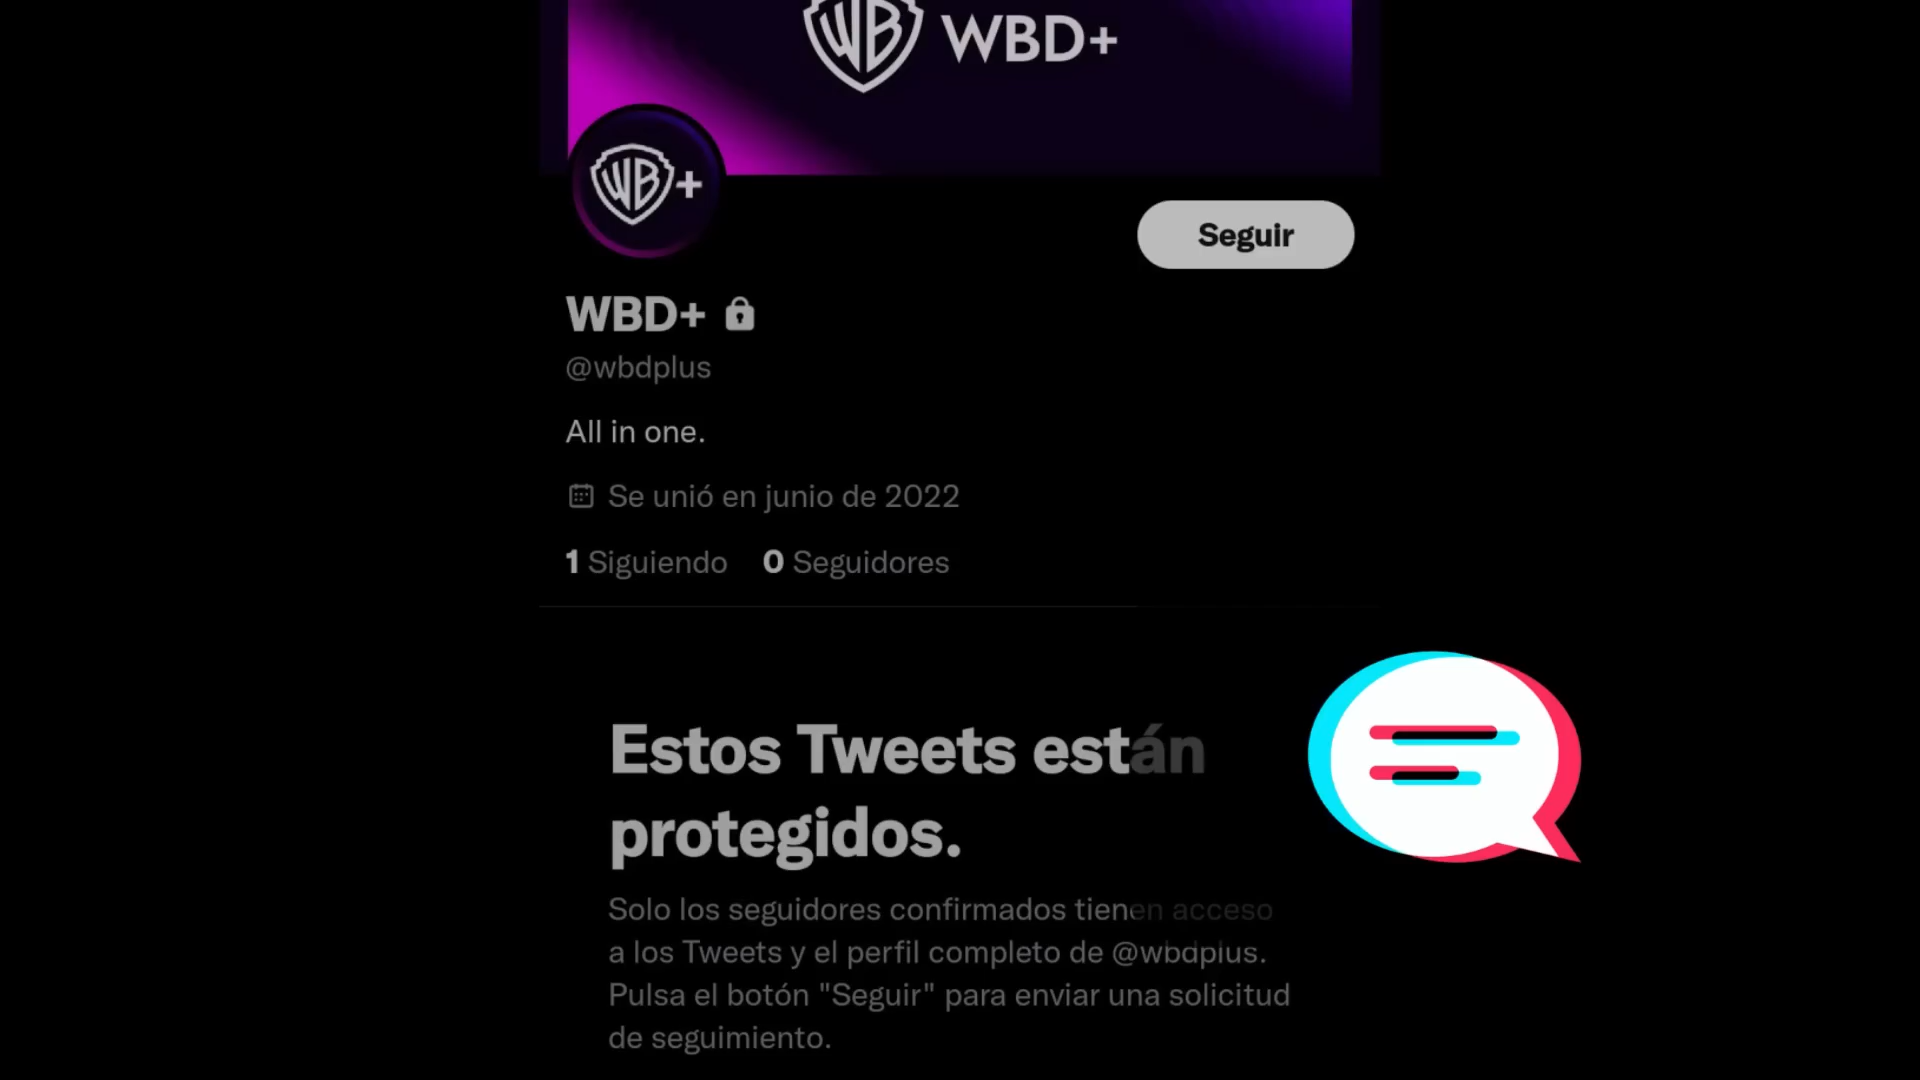 WB WBD+
WB+
Seguir
WBD+
@wbdplus
All in one.
Se unió en junio de 2022
1 Siguiendo 0 Seguidores
Estos Tweets están
protegidos.
Solo los seguidores confirmados tienen acceso
a los Tweets y el perfil completo de @wbdplus.
Pulsa el botón "Seguir" para enviar una solicitud
de seguimiento.